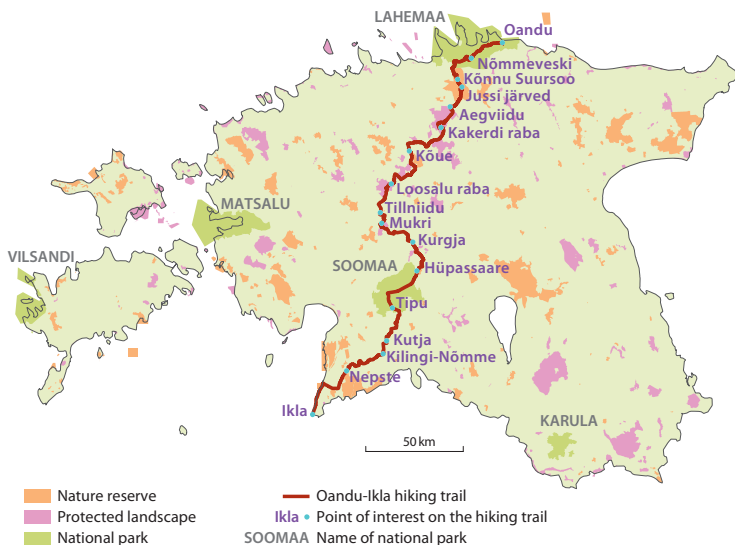 LAHEMAA
Oandu
Nõmmeveski
Kõnnu Suursoo
Jussi järved
Aegviidu
Kakerdi raba
Kõue
Loosalu raba
MATSALU
Tillniidu
Mukri
Kurgja
VILSANDI
SOOMAA
Hüpassaare
Tipu
Kutja
Kilingi-Nõmme
Nepste
Ikla
KARULA
50 km
Nature reserve
Protected landscape
National park
Oandu-Ikla hiking trail
Ikla Point of interest on the hiking trail
SOOMAA Name of national park